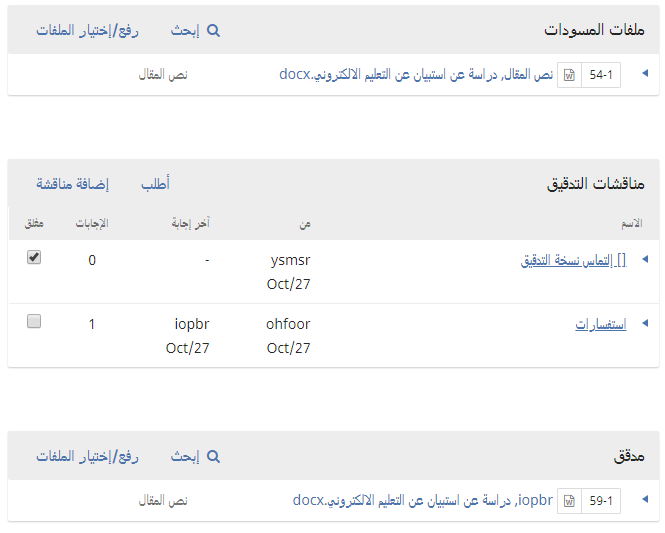 ملفات المسودات إبحث رفع/إختيار الملفات
54-1 نص المقال, دراسة عن استبيان عن التعليم الالكتروني.docx نص المقال
مناقشات التدقيق أطلب إضافة مناقشة
الاسم من آخر إجابة الإجابات مغلق
[] إلتماس نسخة التدقيق ysmsr - 0
Oct/27
استفسارات ohfoor iopbr 1
Oct/27 Oct/27
مدقق إبحث رفع/إختيار الملفات
59-1 iopbr, دراسة عن استبيان عن التعليم الالكتروني.docx نص المقال